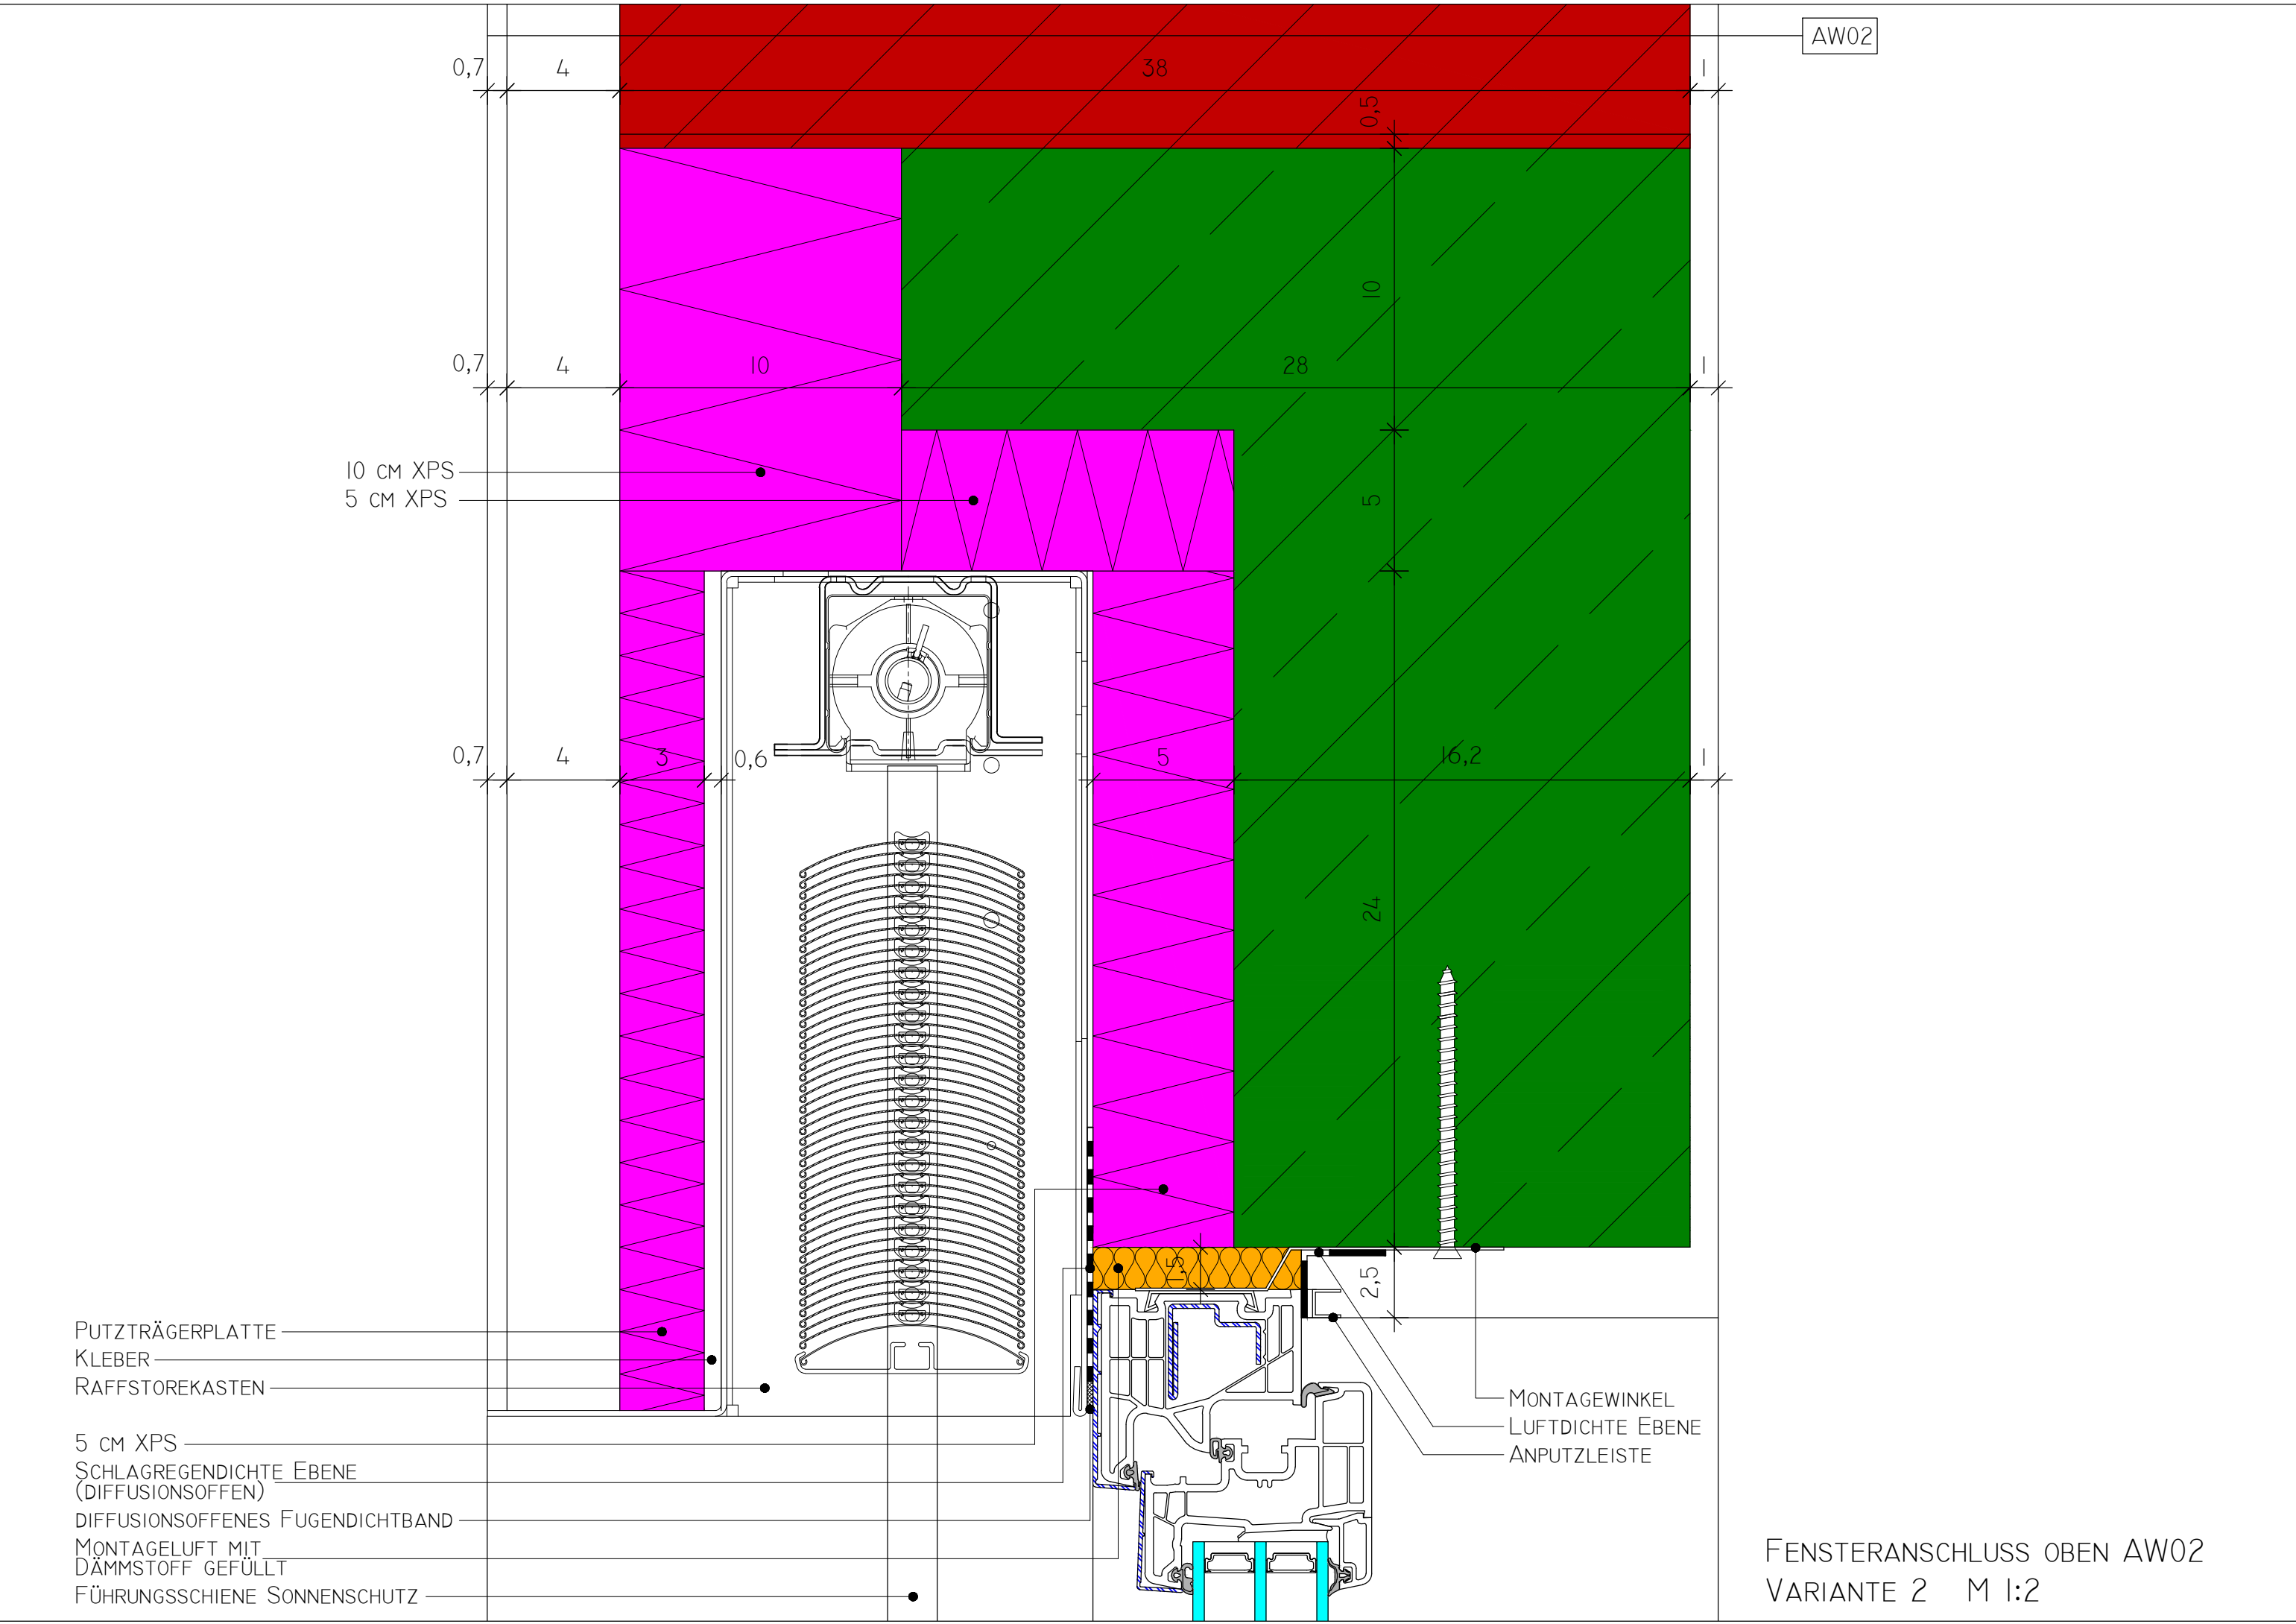 AW02
0,7 4 38 1
0,5
10
0,7 4 10 28 1
10 CM XPS
5 CM XPS
5
0,7 4 3 0,6 5 16,2 1
24
1,5
2,5
PUTZTRÄGERPLATTE
KLEBER
RAFFSTOREKASTEN
5 CM XPS
SCHLAGREGENDICHTE EBENE
(DIFFUSIONSOFFEN)
DIFFUSIONSOFFENES FUGENDICHTBAND
MONTAGELUFT MIT
DÄMMSTOFF GEFÜLLT
FÜHRUNGSSCHIENE SONNENSCHUTZ
MONTAGEWINKEL
LUFTDICHTE EBENE
ANPUTZLEISTE
FENSTERANSCHLUSS OBEN AW02
VARIANTE 2 M 1:2